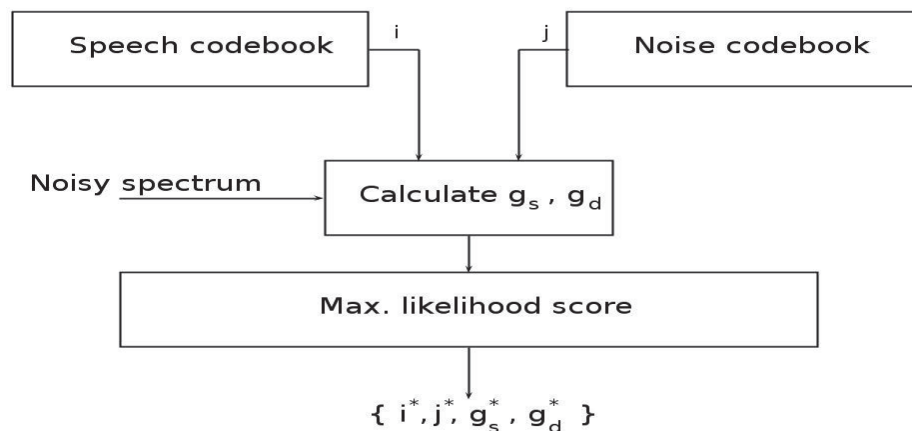 Speech codebook
i
j
Noise codebook
Noisy spectrum
Calculate g_s , g_d
Max. likelihood score
{ i*, j*, g_s* , g_d* }